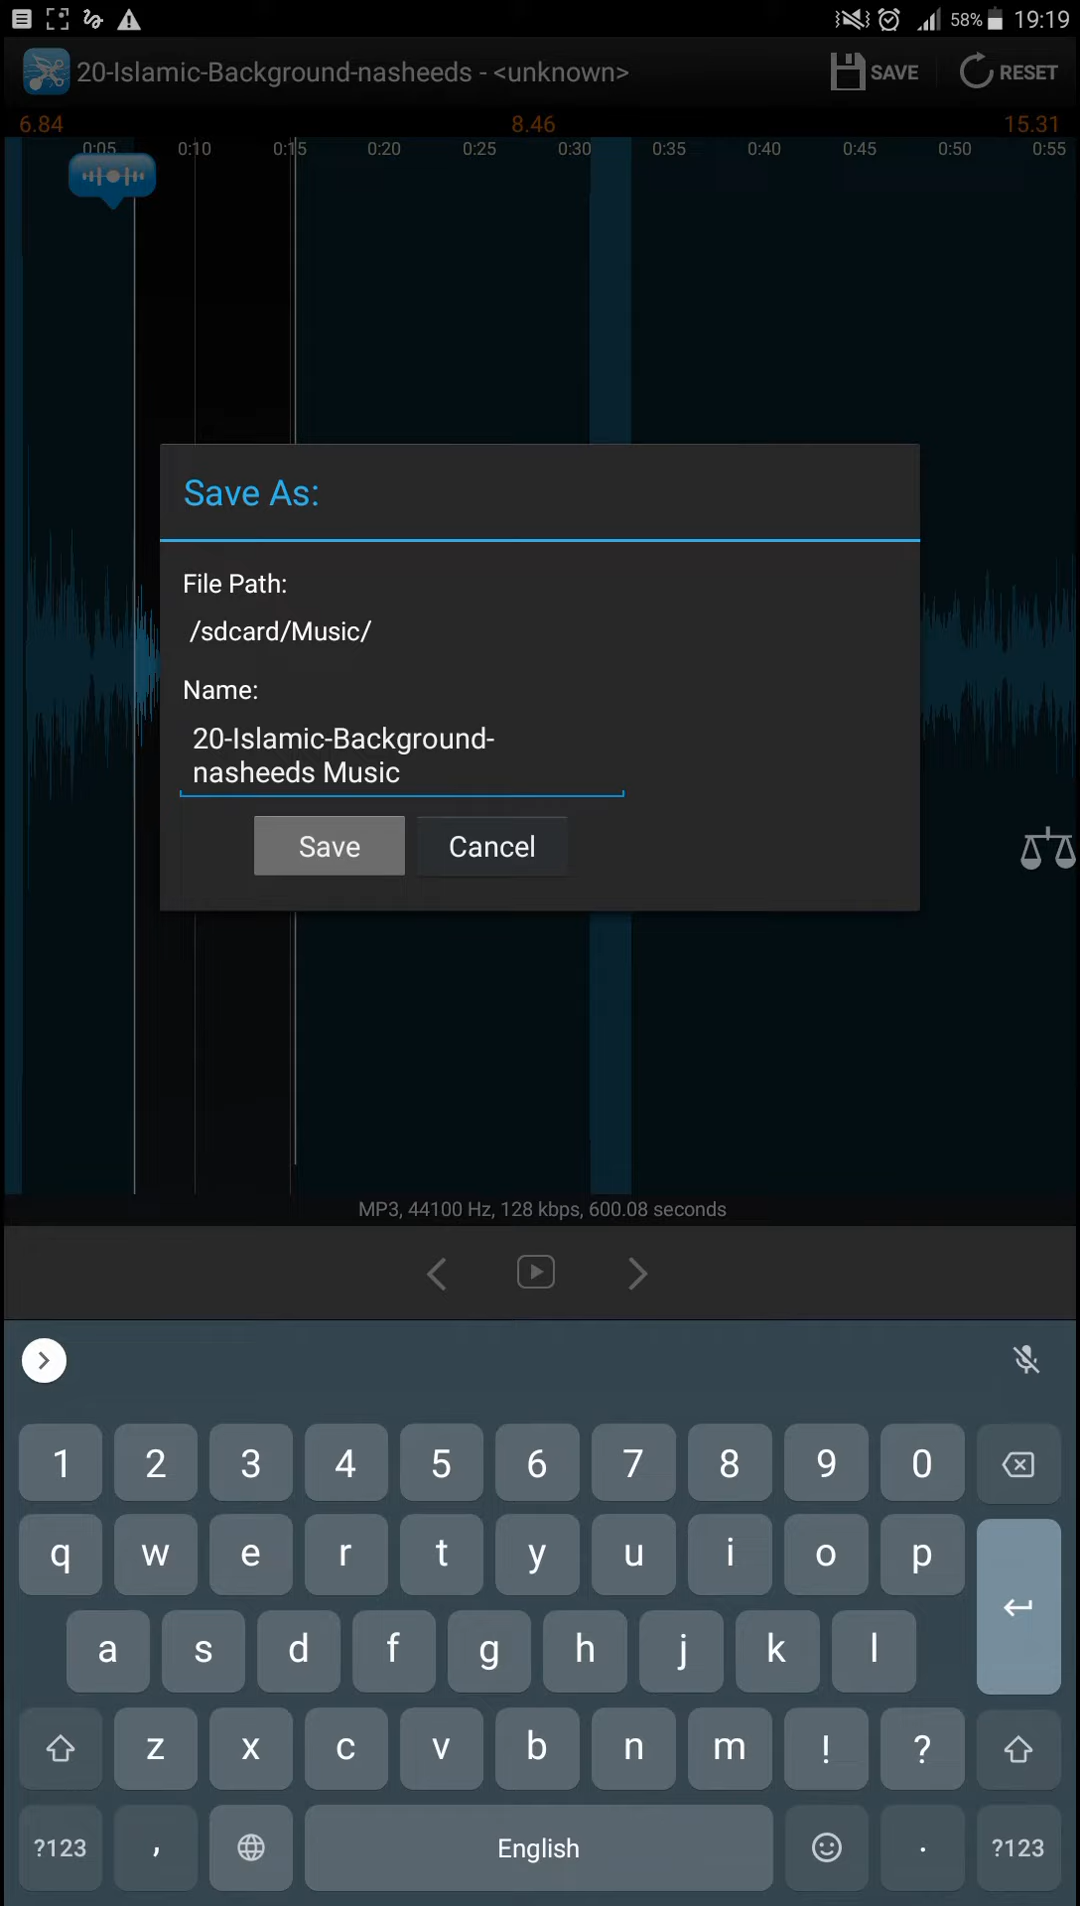 58% 19:19
20-Islamic-Background-nasheeds - <unknown> SAVE RESET
6.84 8.46 15.31
0:05 0:10 0:15 0:20 0:25 0:30 0:35 0:40 0:45 0:50 0:55
Save As:
File Path:
/sdcard/Music/
Name:
20-Islamic-Background-
nasheeds Music
Save Cancel
MP3, 44100 Hz, 128 kbps, 600.08 seconds
1 2 3 4 5 6 7 8 9 0
q w e r t y u i o p
a s d f g h j k l
z x c v b n m ! ?
?123 , English . ?123